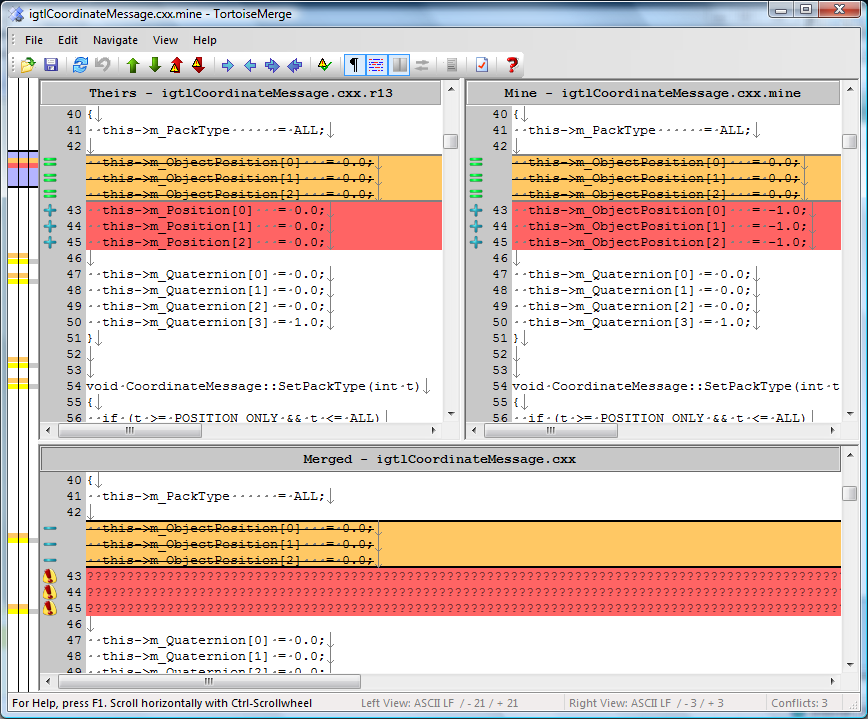 igtlCoordinateMessage.cxx.mine - TortoiseMerge
File Edit Navigate View Help
Theirs - igtlCoordinateMessage.cxx.r13
40 {
41 this->m_PackType = ALL;
42
this->m_ObjectPosition[0] = 0.0;
this->m_ObjectPosition[1] = 0.0;
this->m_ObjectPosition[2] = 0.0;
43 this->m_Position[0] = 0.0;
44 this->m_Position[1] = 0.0;
45 this->m_Position[2] = 0.0;
46
47 this->m_Quaternion[0] = 0.0;
48 this->m_Quaternion[1] = 0.0;
49 this->m_Quaternion[2] = 0.0;
50 this->m_Quaternion[3] = 1.0;
51 }
52
53
54 void CoordinateMessage::SetPackType(int t)
55 {
56 if (t >= POSITION_ONLY && t <= ALL)
Mine - igtlCoordinateMessage.cxx.mine
40 {
41 this->m_PackType = ALL;
42
this->m_ObjectPosition[0] = 0.0;
this->m_ObjectPosition[1] = 0.0;
this->m_ObjectPosition[2] = 0.0;
43 this->m_ObjectPosition[0] = -1.0;
44 this->m_ObjectPosition[1] = -1.0;
45 this->m_ObjectPosition[2] = -1.0;
46
47 this->m_Quaternion[0] = 0.0;
48 this->m_Quaternion[1] = 0.0;
49 this->m_Quaternion[2] = 0.0;
50 this->m_Quaternion[3] = 1.0;
51 }
52
53
54 void CoordinateMessage::SetPackType(int t
55 {
56 if (t >= POSITION_ONLY && t <= ALL)
Merged - igtlCoordinateMessage.cxx
40 {
41 this->m_PackType = ALL;
42
this->m_ObjectPosition[0] = 0.0;
this->m_ObjectPosition[1] = 0.0;
this->m_ObjectPosition[2] = 0.0;
43 ????????????????????????????????????????????????????????????????????????????????????????????
44 ????????????????????????????????????????????????????????????????????????????????????????????
45 ????????????????????????????????????????????????????????????????????????????????????????????
46
47 this->m_Quaternion[0] = 0.0;
48 this->m_Quaternion[1] = 0.0;
49 this->m_Quaternion[2] = 0.0;
For Help, press F1. Scroll horizontally with Ctrl-Scrollwheel Left View: ASCII LF / - 21 / + 21 Right View: ASCII LF / - 3 / + 3 Conflicts: 3